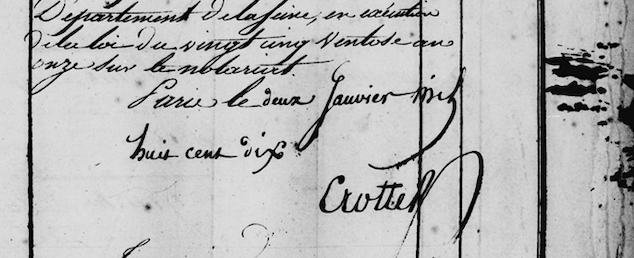 Département de la Seine, en exécution
de la loi du vingt cinq Ventose an
onze sur le notariat.
Paris le deux Janvier mil
huit cent dix
Crottet